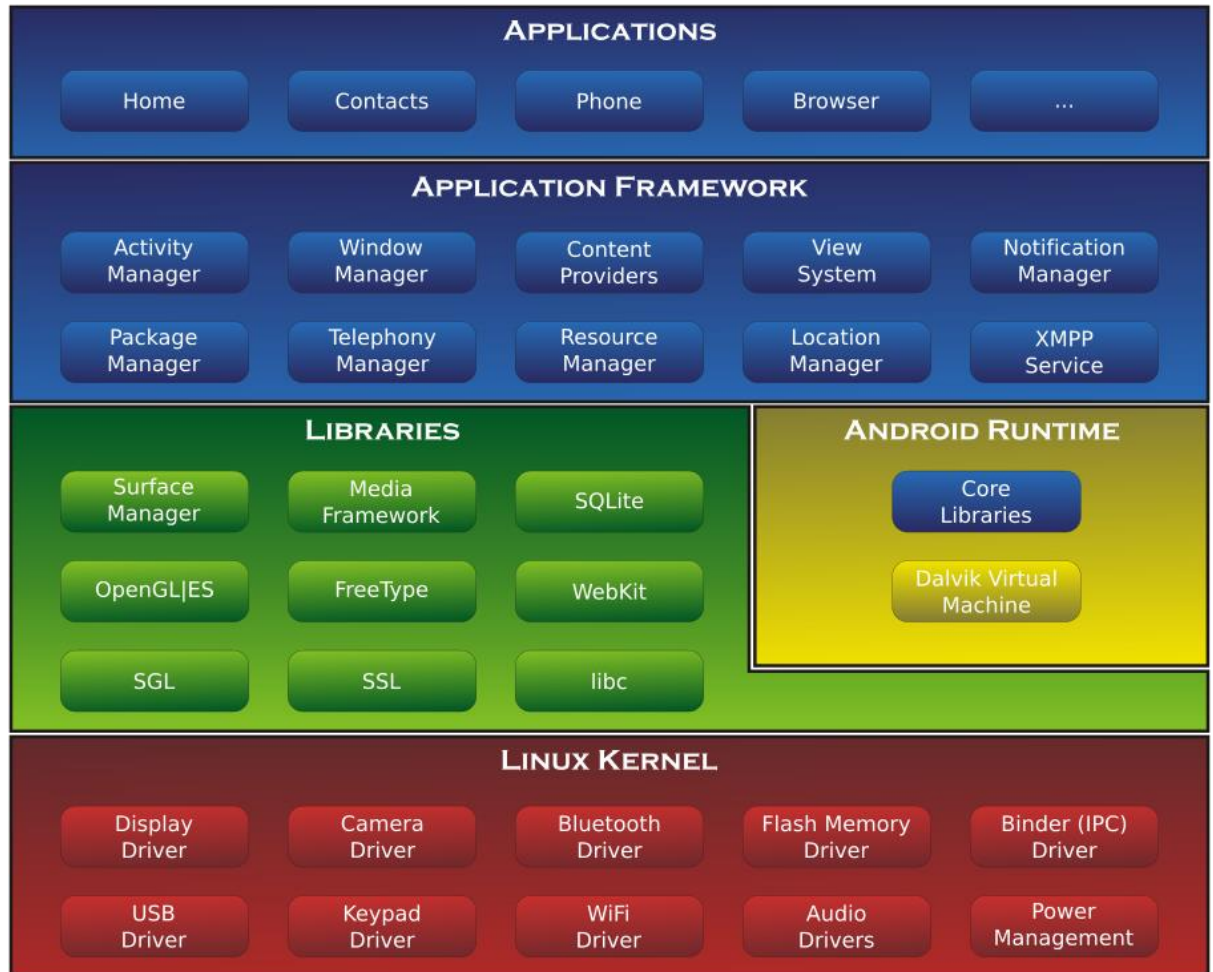 APPLICATIONS
Home
Contacts
Phone
Browser
...
APPLICATION FRAMEWORK
Activity
Manager
Window
Manager
Content
Providers
View
System
Notification
Manager
Package
Manager
Telephony
Manager
Resource
Manager
Location
Manager
XMPP
Service
LIBRARIES
Surface
Manager
Media
Framework
SQLite
OpenGL|ES
FreeType
WebKit
SGL
SSL
libc
ANDROID RUNTIME
Core
Libraries
Dalvik Virtual
Machine
LINUX KERNEL
Display
Driver
Camera
Driver
Bluetooth
Driver
Flash Memory
Driver
Binder (IPC)
Driver
USB
Driver
Keypad
Driver
WiFi
Driver
Audio
Drivers
Power
Management